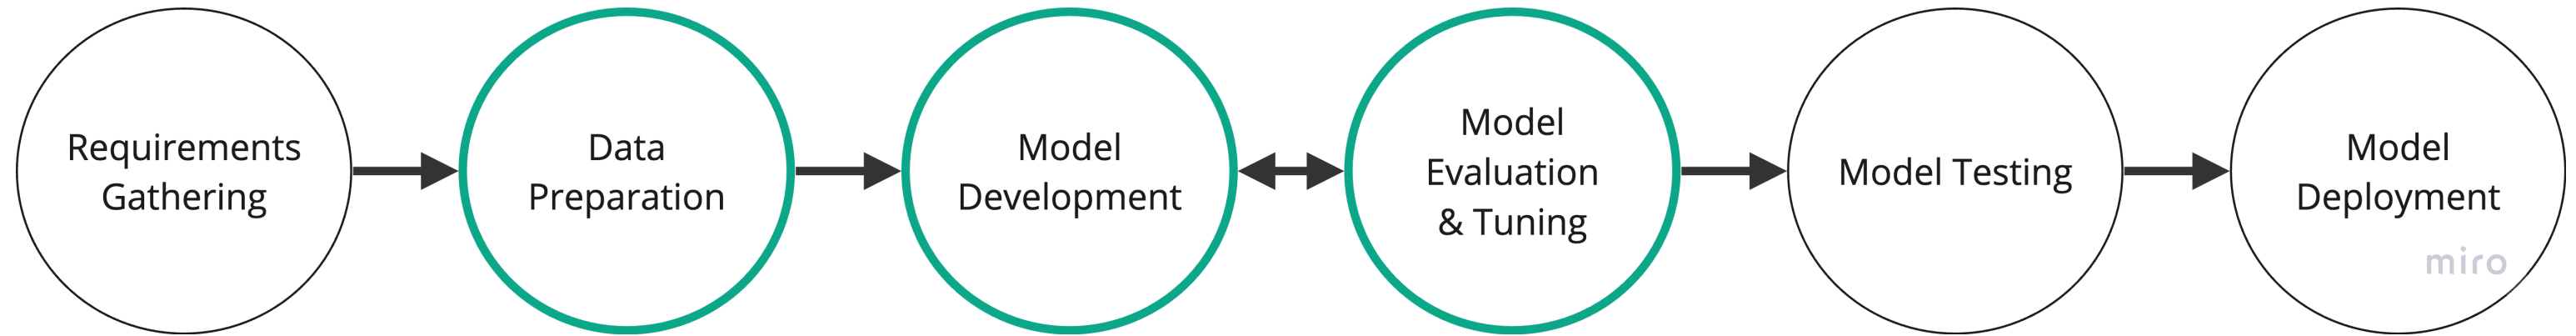 Requirements
Gathering
Data
Preparation
Model
Development
Model
Evaluation
& Tuning
Model Testing
Model
Deployment
miro